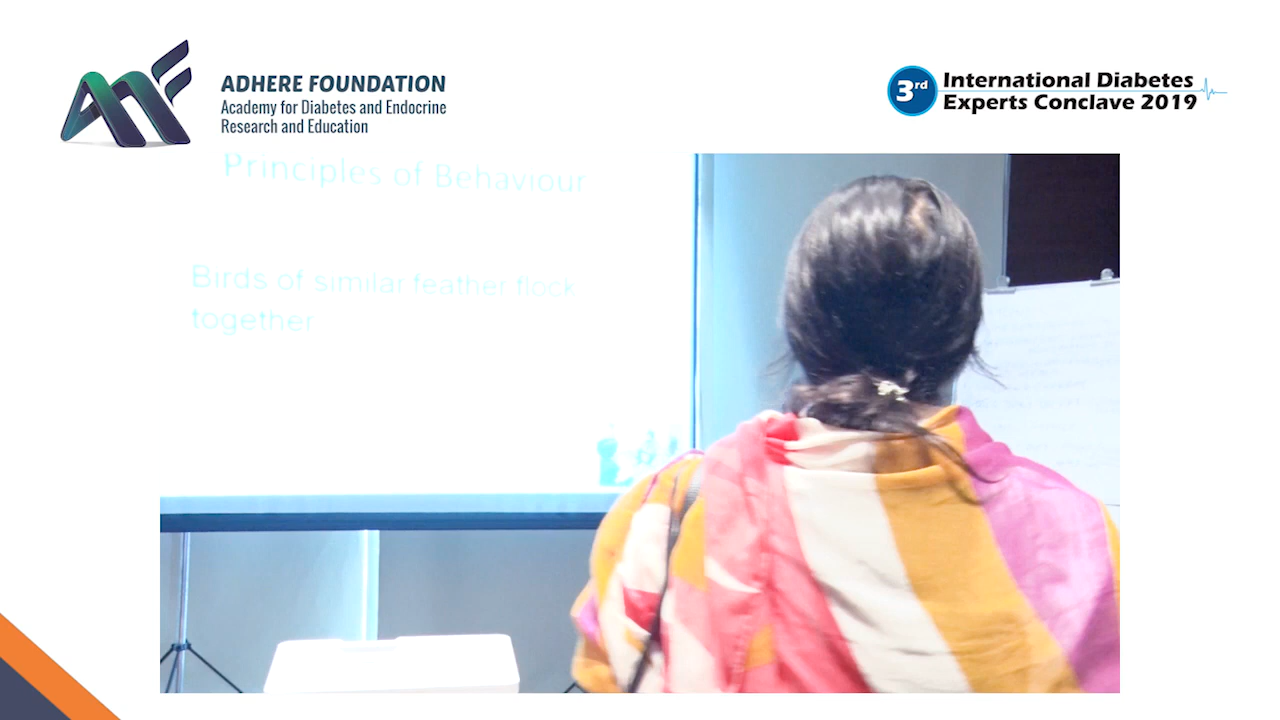 ADHERE FOUNDATION
Academy for Diabetes and Endocrine
Research and Education
3rd
International Diabetes
Experts Conclave 2019
Principles of Behaviour
Birds of similar feather flock
together